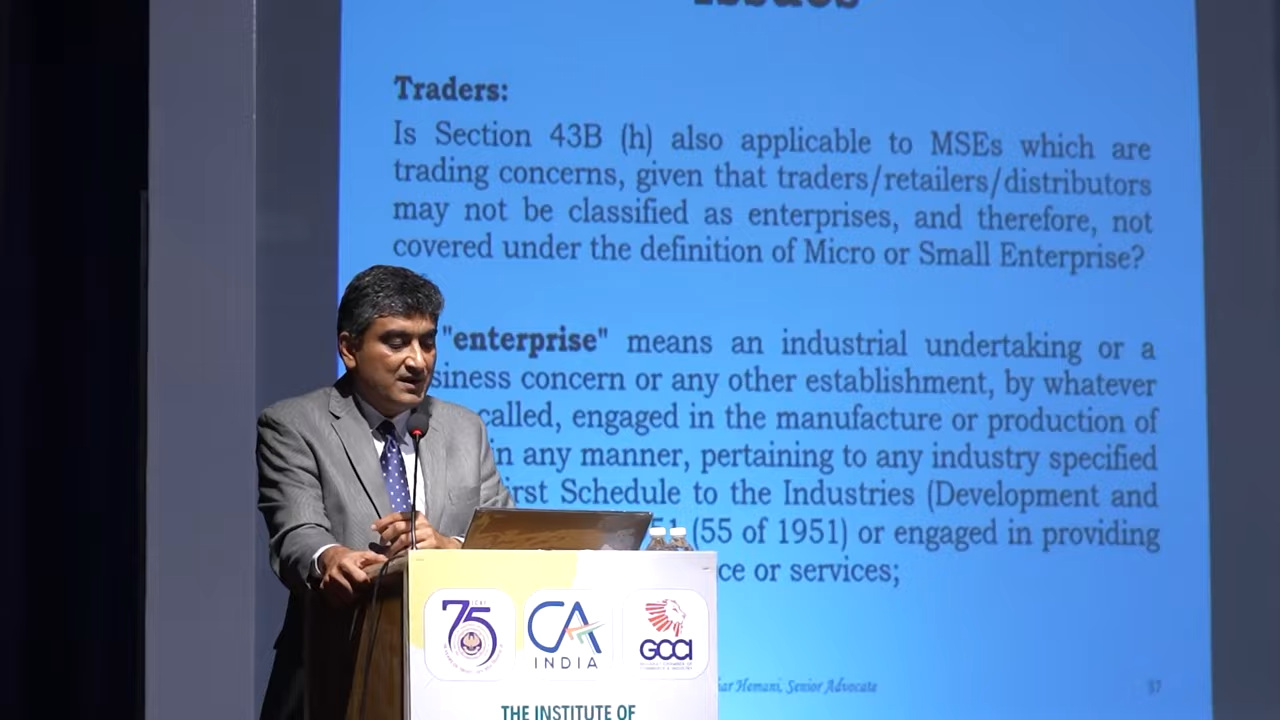 Issues
Traders:
Is Section 43B (h) also applicable to MSEs which are
trading concerns, given that traders/retailers/distributors
may not be classified as enterprises, and therefore, not
covered under the definition of Micro or Small Enterprise?
"enterprise" means an industrial undertaking or a
siness concern or any other establishment, by whatever
called, engaged in the manufacture or production of
in any manner, pertaining to any industry specified
irst Schedule to the Industries (Development and
51 (55 of 1951) or engaged in providing
ce or services;
ar Hemani, Senior Advocate
37
75
CA
INDIA
GCCI
THE INSTITUTE OF